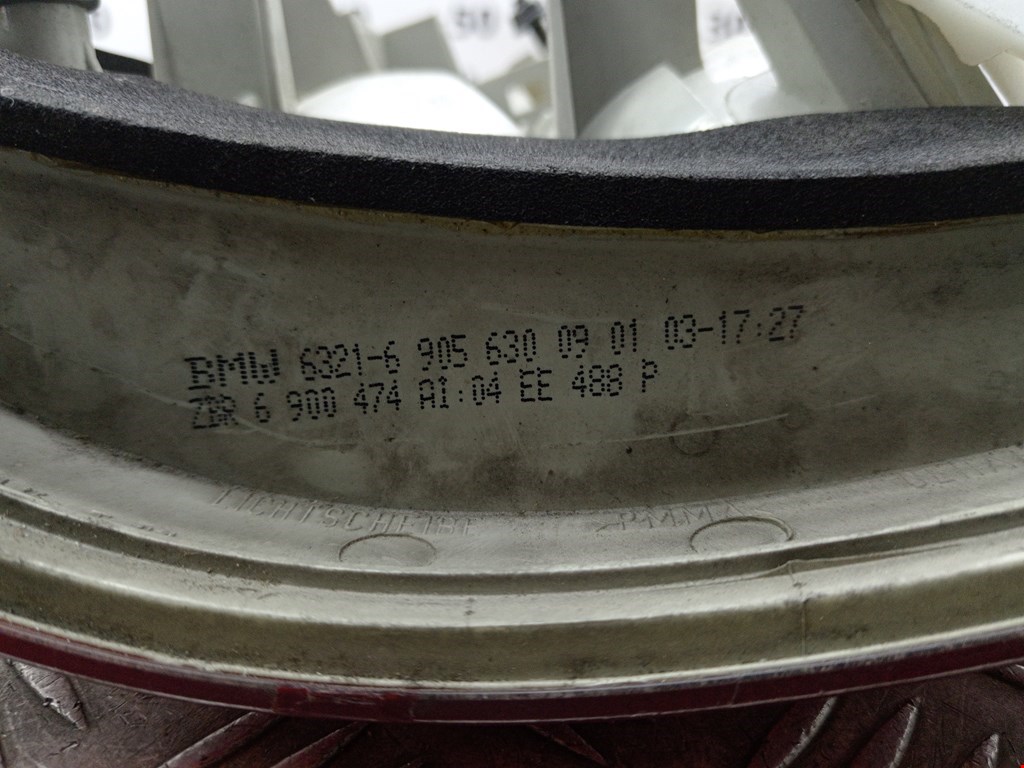 BMW 6321-6 905 630 09 01 03-17:27
ZBR 6 900 474 AI:04 EE 488 P
LICHTSCHEIBE >PMMA<